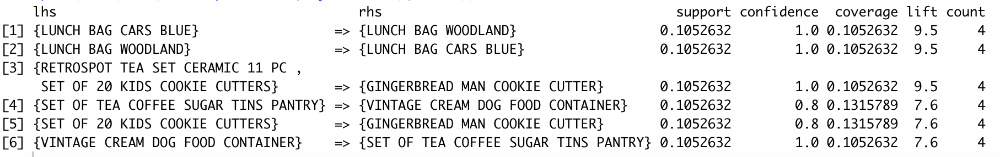 lhs rhs support confidence coverage lift count
[1] {LUNCH BAG CARS BLUE} => {LUNCH BAG WOODLAND} 0.1052632 1.0 0.1052632 9.5 4
[2] {LUNCH BAG WOODLAND} => {LUNCH BAG CARS BLUE} 0.1052632 1.0 0.1052632 9.5 4
[3] {RETROSPOT TEA SET CERAMIC 11 PC ,
SET OF 20 KIDS COOKIE CUTTERS} => {GINGERBREAD MAN COOKIE CUTTER} 0.1052632 1.0 0.1052632 9.5 4
[4] {SET OF TEA COFFEE SUGAR TINS PANTRY} => {VINTAGE CREAM DOG FOOD CONTAINER} 0.1052632 0.8 0.1315789 7.6 4
[5] {SET OF 20 KIDS COOKIE CUTTERS} => {GINGERBREAD MAN COOKIE CUTTER} 0.1052632 0.8 0.1315789 7.6 4
[6] {VINTAGE CREAM DOG FOOD CONTAINER} => {SET OF TEA COFFEE SUGAR TINS PANTRY} 0.1052632 1.0 0.1052632 7.6 4